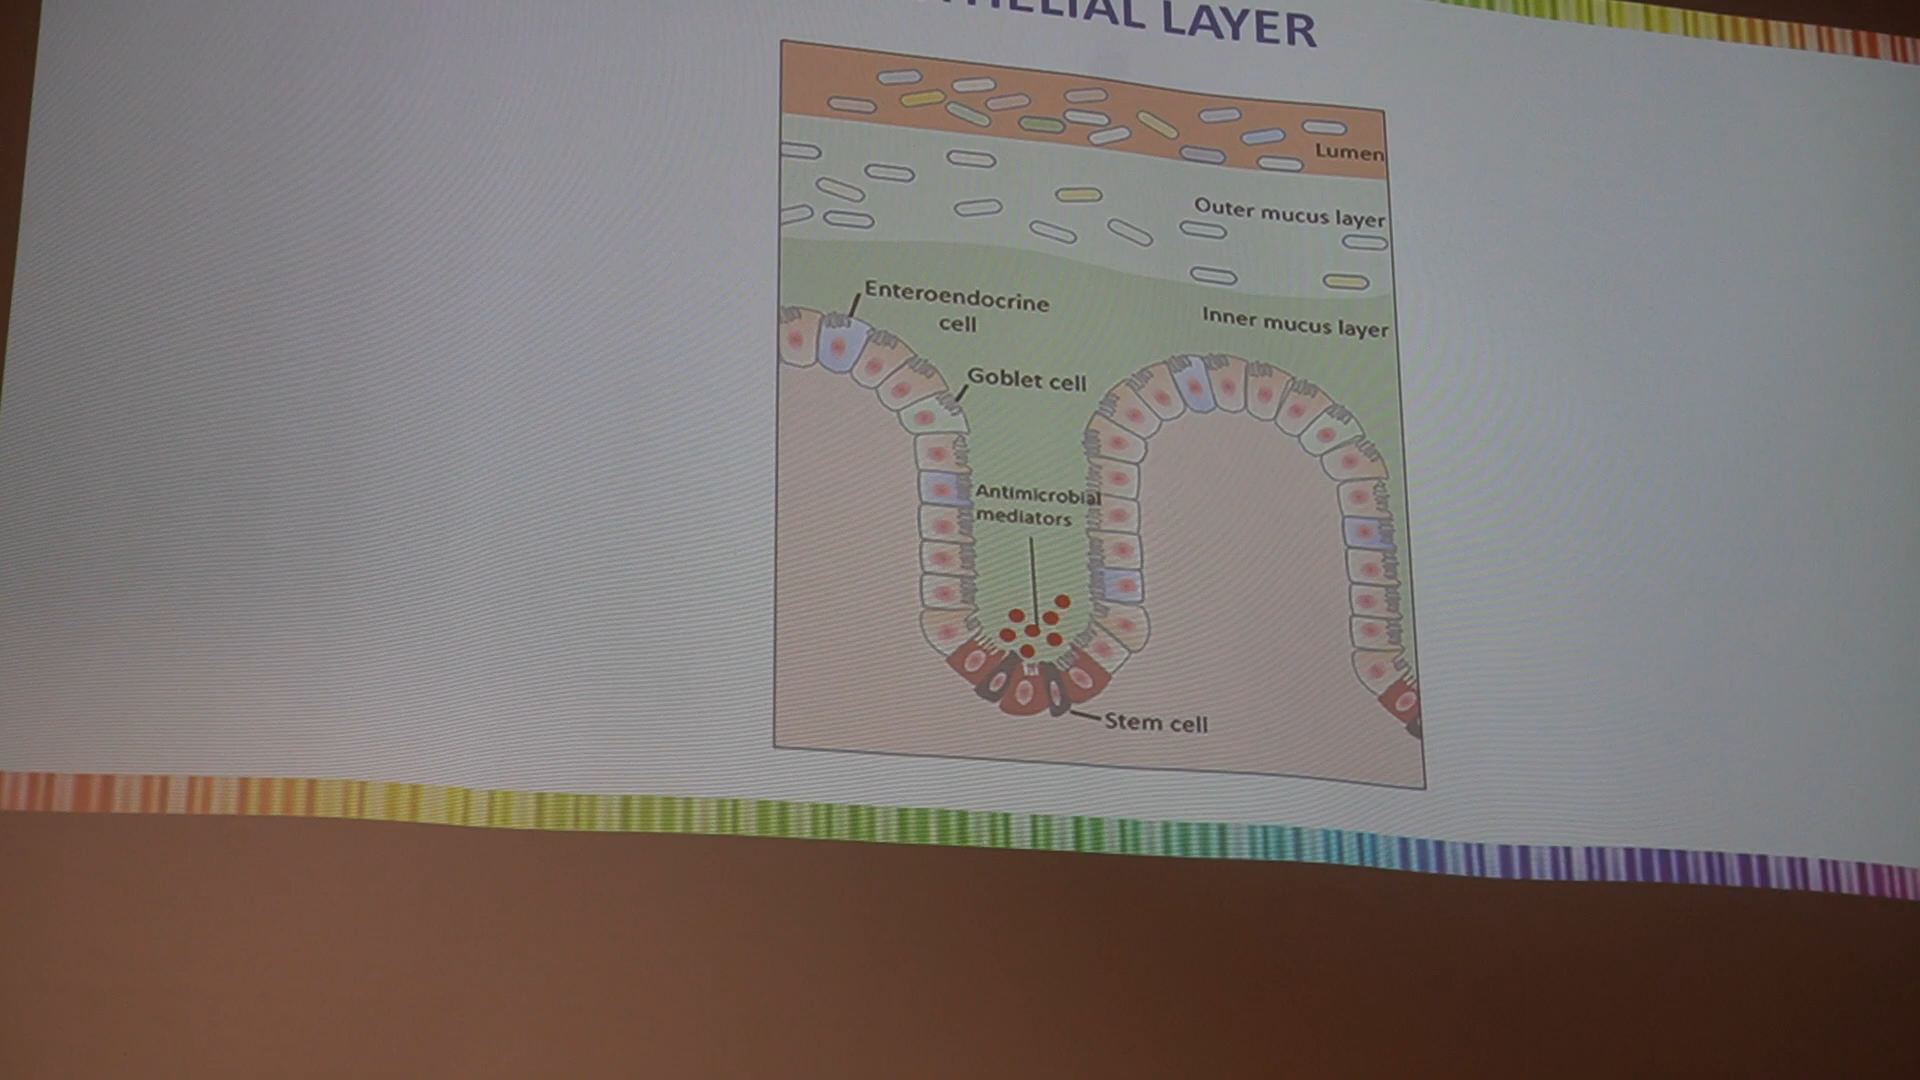 LAYER
Lumen
Outer mucus layer
Enteroendocrine
cell
Inner mucus layer
Goblet cell
Antimicrobial
mediators
Stem cell